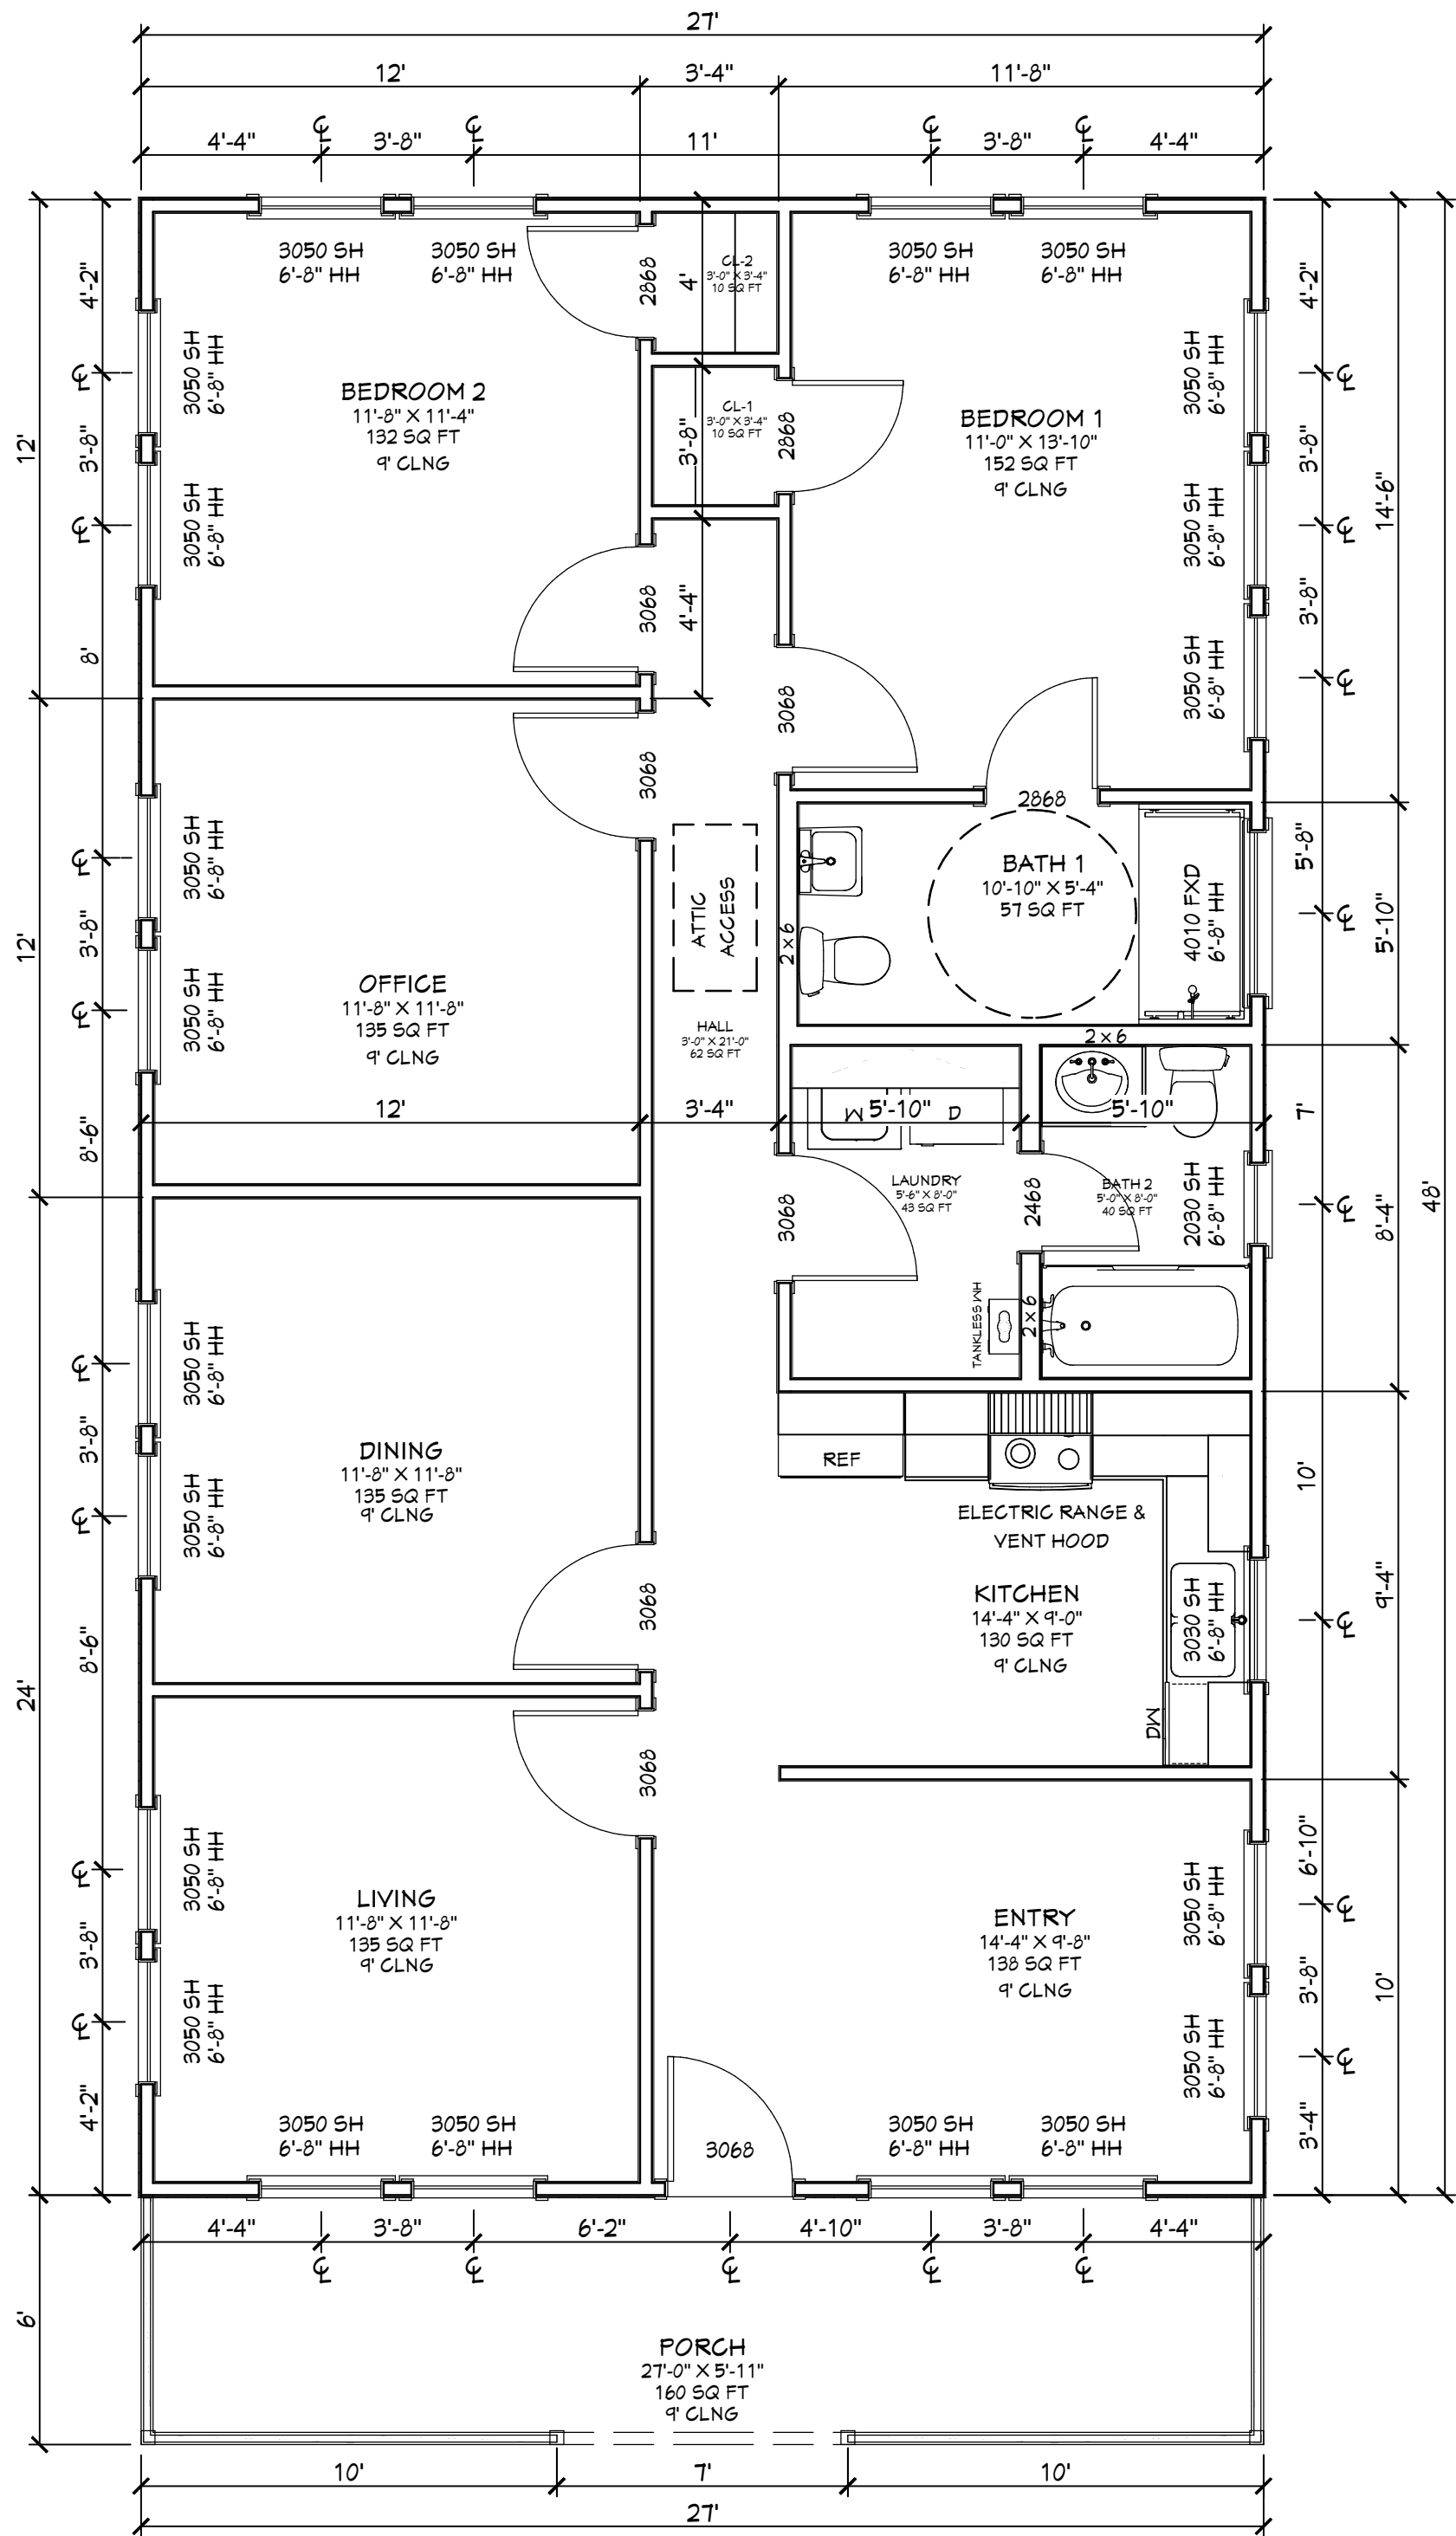 27'
12'
3'-4"
11'-8"
4'-4"
3'-8"
11'
3'-8"
4'-4"
3050 SH
6'-8" HH
3050 SH
6'-8" HH
3050 SH
6'-8" HH
3050 SH
6'-8" HH
4'-2"
3'-8"
8'
12'
3050 SH
6'-8" HH
3050 SH
6'-8" HH
BEDROOM 2
11'-8" X 11'-4"
132 SQ FT
9' CLNG
2868
4'
CL-2
3'-0" X 3'-4"
10 SQ FT
CL-1
3'-0" X 3'-4"
10 SQ FT
3'-8"
2868
3068
4'-4"
BEDROOM 1
11'-0" X 13'-10"
152 SQ FT
9' CLNG
3050 SH
6'-8" HH
3050 SH
6'-8" HH
3050 SH
6'-8" HH
4'-2"
3'-8"
3'-8"
14'-6"
3068
3068
2868
12'
3'-8"
8'-6"
3050 SH
6'-8" HH
3050 SH
6'-8" HH
OFFICE
11'-8" X 11'-8"
135 SQ FT
9' CLNG
ATTIC
ACCESS
HALL
3'-0" X 21'-0"
62 SQ FT
2×6
BATH 1
10'-10" X 5'-4"
57 SQ FT
4010 FXD
6'-8" HH
5'-8"
5'-10"
2×6
12'
3'-4"
5'-10"
5'-10"
W
D
7'
48'
LAUNDRY
5'-6" X 8'-0"
43 SQ FT
3068
2468
BATH 2
5'-0" X 8'-0"
40 SQ FT
2030 SH
6'-8" HH
8'-4"
TANKLESS WH
2×6
24'
3'-8"
8'-6"
3050 SH
6'-8" HH
3050 SH
6'-8" HH
DINING
11'-8" X 11'-8"
135 SQ FT
9' CLNG
3068
REF
ELECTRIC RANGE &
VENT HOOD
KITCHEN
14'-4" X 9'-0"
130 SQ FT
9' CLNG
3030 SH
6'-8" HH
DW
10'
9'-4"
3068
3'-8"
4'-2"
3050 SH
6'-8" HH
3050 SH
6'-8" HH
LIVING
11'-8" X 11'-8"
135 SQ FT
9' CLNG
ENTRY
14'-4" X 9'-8"
138 SQ FT
9' CLNG
3050 SH
6'-8" HH
3050 SH
6'-8" HH
6'-10"
3'-8"
3'-4"
10'
3050 SH
6'-8" HH
3050 SH
6'-8" HH
3068
3050 SH
6'-8" HH
3050 SH
6'-8" HH
4'-4"
3'-8"
6'-2"
4'-10"
3'-8"
4'-4"
6'
PORCH
27'-0" X 5'-11"
160 SQ FT
9' CLNG
10'
7'
10'
27'